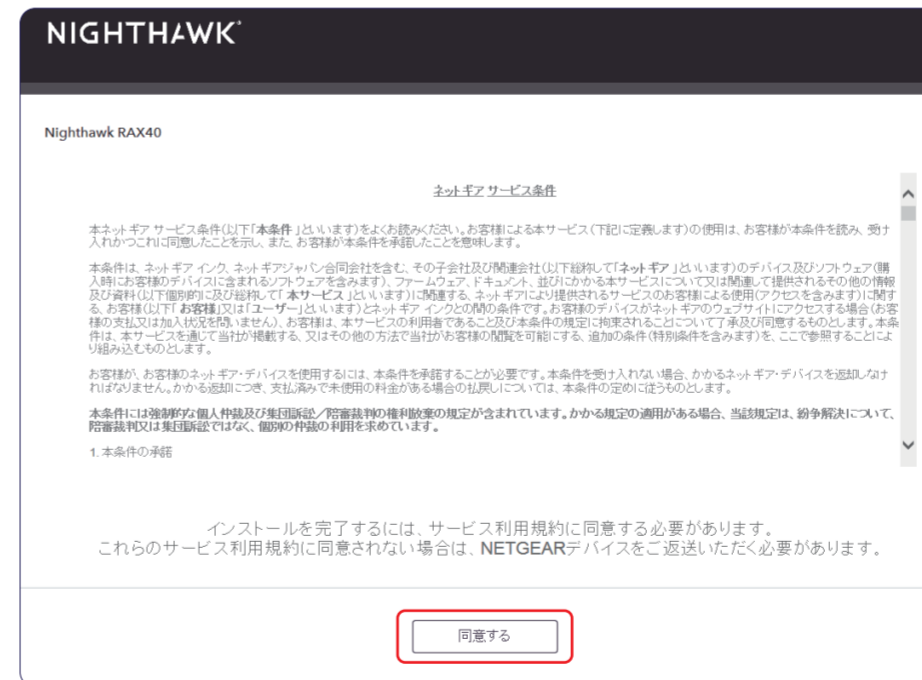 NIGHTHAWK
Nighthawk RAX40
ネットギア サービス条件
本ネットギア サービス条件(以下「本条件 」といいます)をよくお読みください。お客様による本サービス(下記に定義します)の使用は、お客様が本条件を読み、受け
入れかつこれに同意したことを示し、また、お客様が本条件を承諾したことを意味します。
本条件は、ネットギア インク、ネットギアジャパン合同会社を含む、その子会社及び関連会社(以下総称して「ネットギア 」といいます)のデバイス及びソフトウェア(購
入時にお客様のデバイスに含まれるソフトウェアを含みます)、ファームウェア、ドキュメント、並びにかかる本サービスについて又は関連して提供されるその他の情報
及び資料(以下個別的に及び総称して「 本サービス 」といいます)に関連する、ネットギアにより提供されるサービスのお客様による使用(アクセスを含みます)に関す
る、お客様(以下「 お客様」又は「ユーザー」といいます)とネットギア インクとの間の条件です。お客様のデバイスがネットギアのウェブサイトにアクセスする場合(お客
様の支払又は加入状況を問いません)、お客様は、本サービスの利用者であること及び本条件の規定に拘束されることについて了承及び同意するものとします。本条
件は、本サービスを通じて当社が掲載する、又はその他の方法で当社がお客様の閲覧を可能にする、追加の条件(特別条件を含みます)を、ここで参照することによ
り組み込むものとします。
お客様が、お客様のネットギア・デバイスを使用するには、本条件を承諾することが必要です。本条件を受け入れない場合、かかるネットギア・デバイスを返却しなけ
ればなりません。かかる返却につき、支払済みで未使用の料金がある場合の払戻しについては、本条件の定めに従うものとします。
本条件には強制的な個人仲裁及び集団訴訟／陪審裁判の権利放棄の規定が含まれています。かかる規定の適用がある場合、当該規定は、紛争解決について、
陪審裁判又は集団訴訟ではなく、個別の仲裁の利用を求めています。
1. 本条件の承諾
インストールを完了するには、サービス利用規約に同意する必要があります。
これらのサービス利用規約に同意されない場合は、NETGEARデバイスをご返送いただく必要があります。
同意する